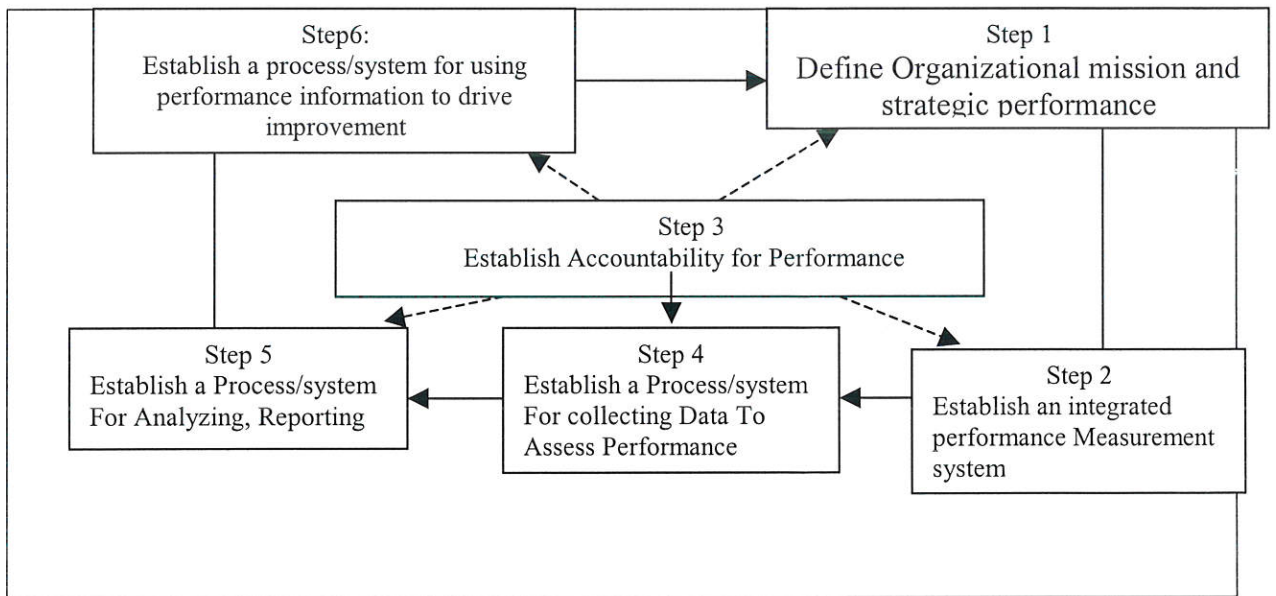 Step6:
Establish a process/system for using
performance information to drive
improvement
Step 1
Define Organizational mission and
strategic performance
Step 3
Establish Accountability for Performance
Step 5
Establish a Process/system
For Analyzing, Reporting
Step 4
Establish a Process/system
For collecting Data To
Assess Performance
Step 2
Establish an integrated
performance Measurement
system